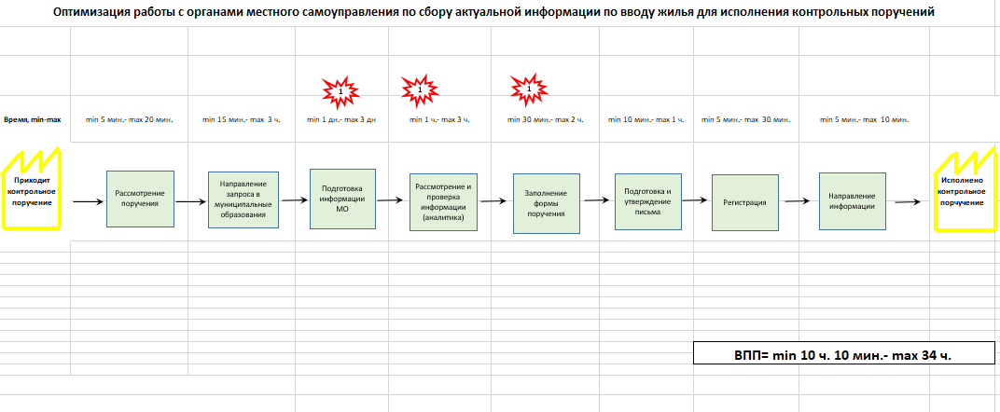 Оптимизация работы с органами местного самоуправления по сбору актуальной информации по вводу жилья для исполнения контрольных поручений
1
1
1
Время, min-max
min 5 мин.- max 20 мин.
min 15 мин.- max 3 ч.
min 1 дн.- max 3 дн
min 1 ч.- max 3 ч.
min 30 мин.- max 2 ч.
min 10 мин.- max 1 ч.
min 5 мин.- max 30 мин.
min 5 мин.- max 10 мин.
Приходит
контрольное
поручение
Рассмотрение
поручения
Направление
запроса в
муниципальные
образования
Подготовка
информации
МО
Рассмотрение и
проверка
информации
(аналитика)
Заполнение
формы
поручения
Подготовка и
утверждение
письма
Регистрация
Направление
информации
Исполнено
контрольное
порчучение
ВПП= min 10 ч. 10 мин.- max 34 ч.